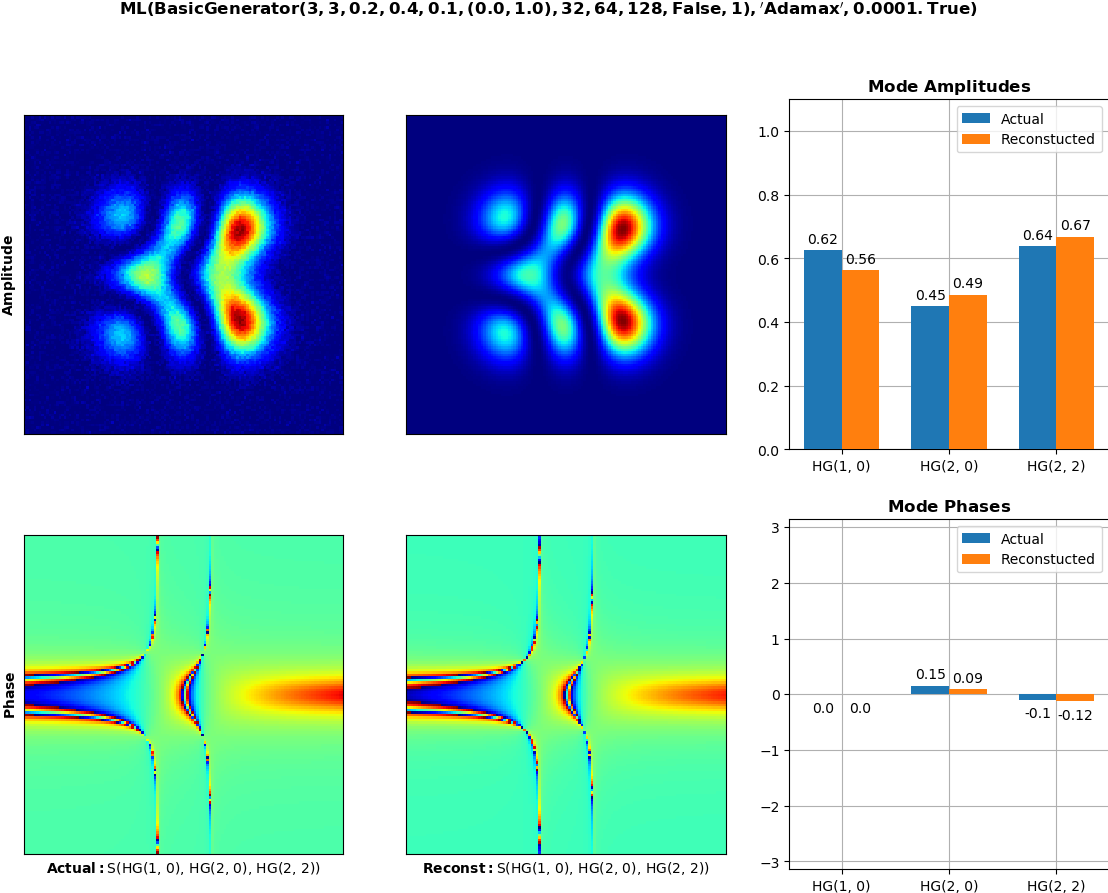 ML(BasicGenerator(3, 3, 0.2, 0.4, 0.1, (0.0, 1.0), 32, 64, 128, False, 1), 'Adamax', 0.0001. True)
Amplitude
Mode Amplitudes
Actual
Reconstucted
1.0
0.8
0.6
0.4
0.2
0.0
0.62
0.56
0.45
0.49
0.64
0.67
HG(1, 0)
HG(2, 0)
HG(2, 2)
Phase
Actual: S(HG(1, 0), HG(2, 0), HG(2, 2))
Reconst: S(HG(1, 0), HG(2, 0), HG(2, 2))
Mode Phases
Actual
Reconstucted
3
2
1
0
−1
−2
−3
0.0
0.0
0.15
0.09
-0.1
-0.12
HG(1, 0)
HG(2, 0)
HG(2, 2)